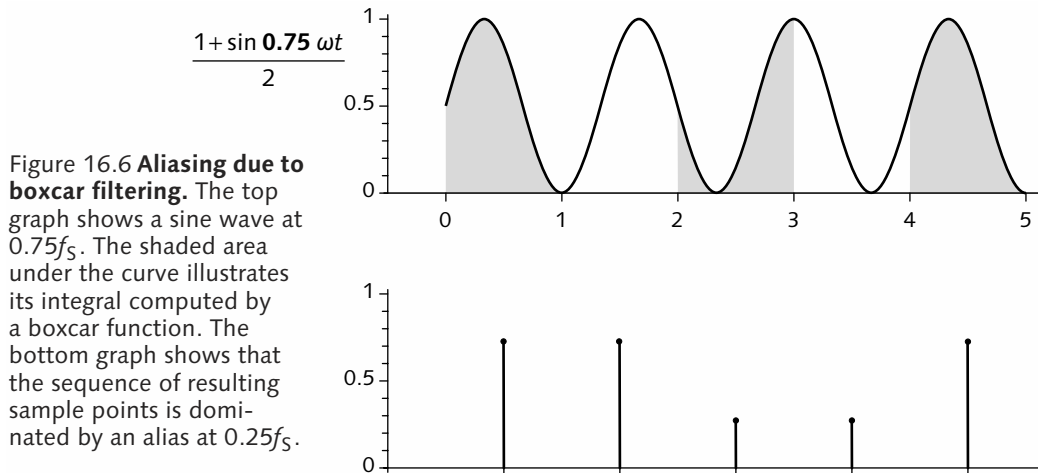 1+ sin 0.75 ωt
2
Figure 16.6 Aliasing due to
boxcar filtering. The top
graph shows a sine wave at
0.75fS. The shaded area
under the curve illustrates
its integral computed by
a boxcar function. The
bottom graph shows that
the sequence of resulting
sample points is domi-
nated by an alias at 0.25fS.
1
0.5
0
0 1 2 3 4 5
1
0.5
0